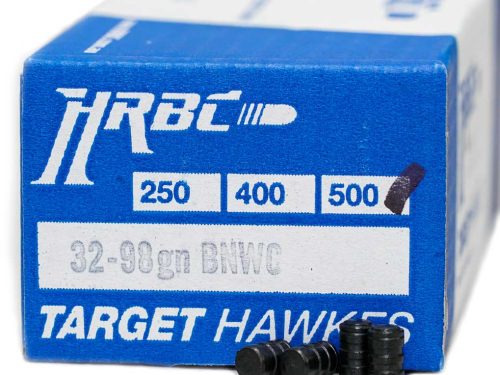 HRBC
250 400 500
32-98gn BNWC
TARGET HAWKES